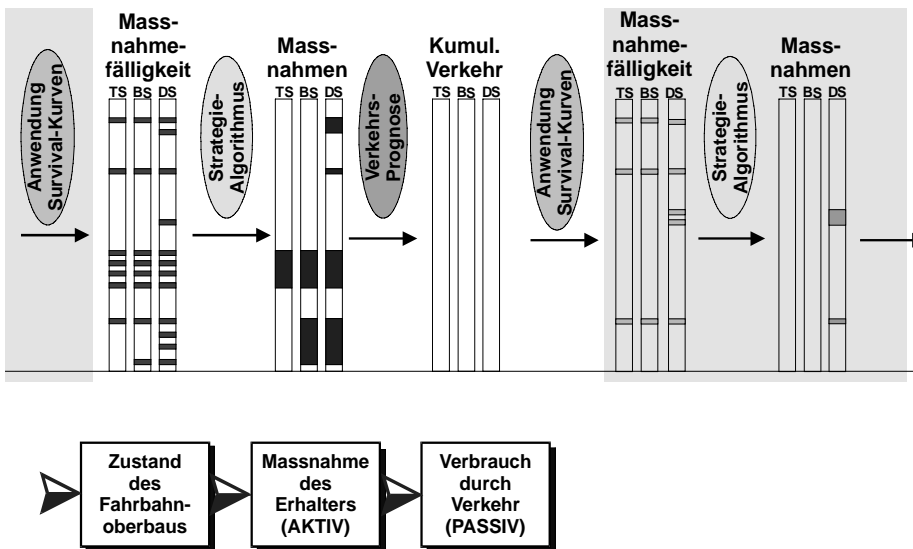 Anwendung
Survival-Kurven
Mass-
nahme-
fälligkeit
TS BS DS
Strategie-
Algorithmus
Mass-
nahmen
TS BS DS
Verkehrs-
Prognose
Kumul.
Verkehr
TS BS DS
Anwendung
Survival-Kurven
Mass-
nahme-
fälligkeit
TS BS DS
Strategie-
Algorithmus
Mass-
nahmen
TS BS DS
Zustand
des
Fahrbahn-
oberbaus
Massnahme
des
Erhalters
(AKTIV)
Verbrauch
durch
Verkehr
(PASSIV)